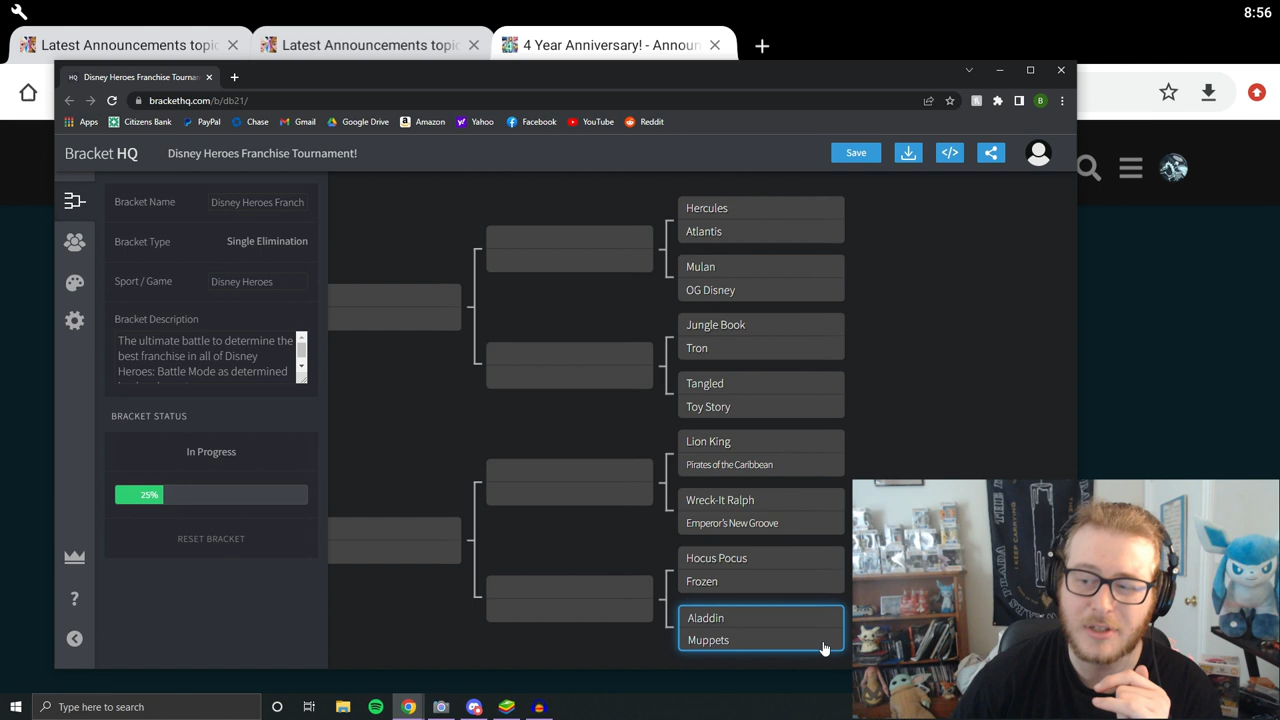 8:56
Latest Announcements topic
Latest Announcements topic
4 Year Anniversary! - Announ
Disney Heroes Franchise Tournam
brackethq.com/b/db21/
Apps
Citizens Bank
PayPal
Chase
Gmail
Google Drive
Amazon
Yahoo
Facebook
YouTube
Reddit
Bracket HQ
Disney Heroes Franchise Tournament!
Save
</>
Bracket Name
Disney Heroes Franch
Bracket Type
Single Elimination
Sport / Game
Disney Heroes
Bracket Description
The ultimate battle to determine the
best franchise in all of Disney
Heroes: Battle Mode as determined
BRACKET STATUS
In Progress
25%
RESET BRACKET
Hercules
Atlantis
Mulan
OG Disney
Jungle Book
Tron
Tangled
Toy Story
Lion King
Pirates of the Caribbean
Wreck-It Ralph
Emperor's New Groove
Hocus Pocus
Frozen
Aladdin
Muppets
Type here to search